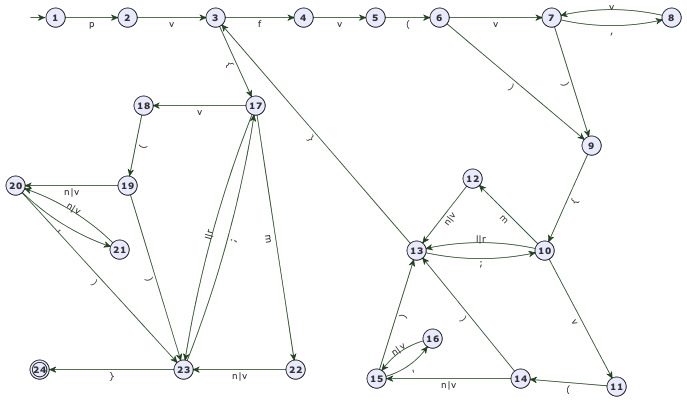 v
1 2 3 4 5 6 7 8
p v f v ( v ,
{ ) )
18 17
v
} 9
(
12
20 n|v 19 {
n|v n|v m
, l|r ; m l|r
21 13 10
;
) )
) ) v
16
n|v
24 23 22 15 , 14 11
} n|v n|v (